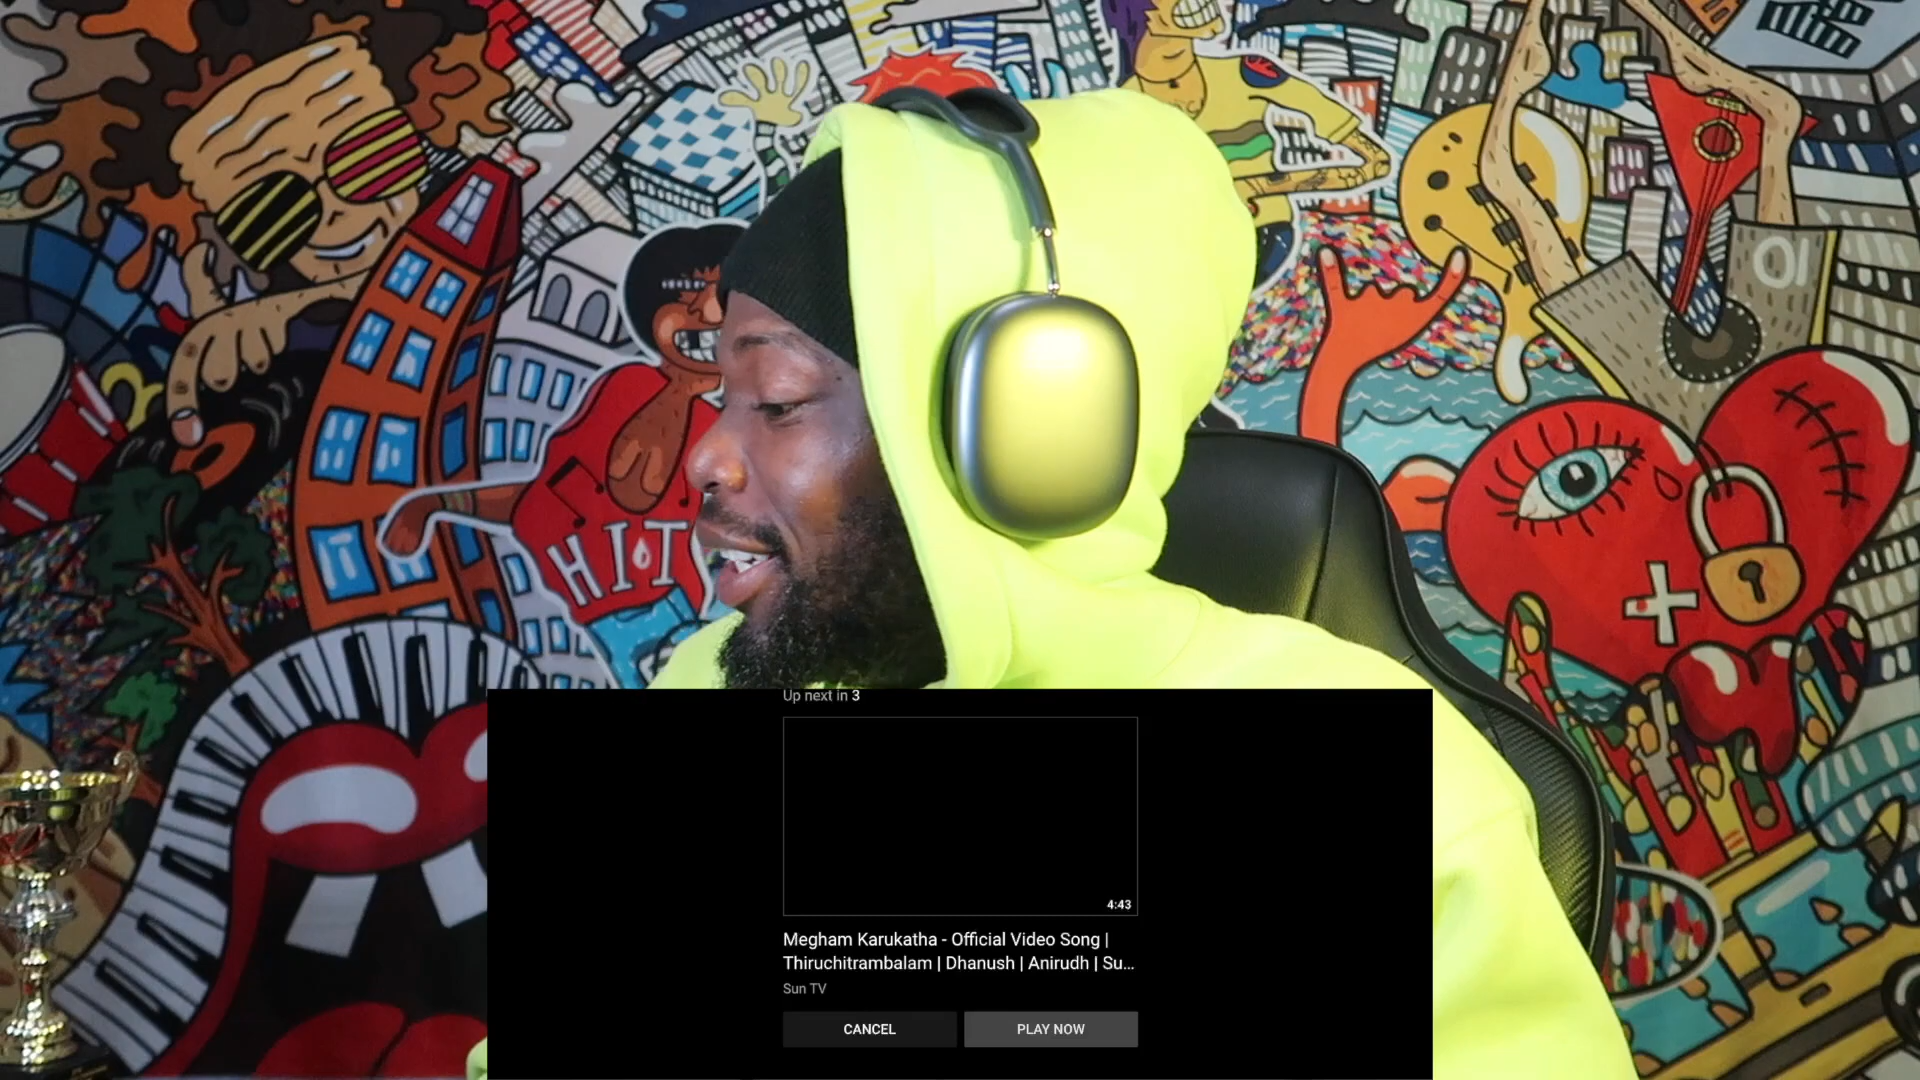 OI
HIT
Up next in 3
4:43
Megham Karukatha - Official Video Song |
Thiruchitrambalam | Dhanush | Anirudh | Su...
Sun TV
CANCEL
PLAY NOW